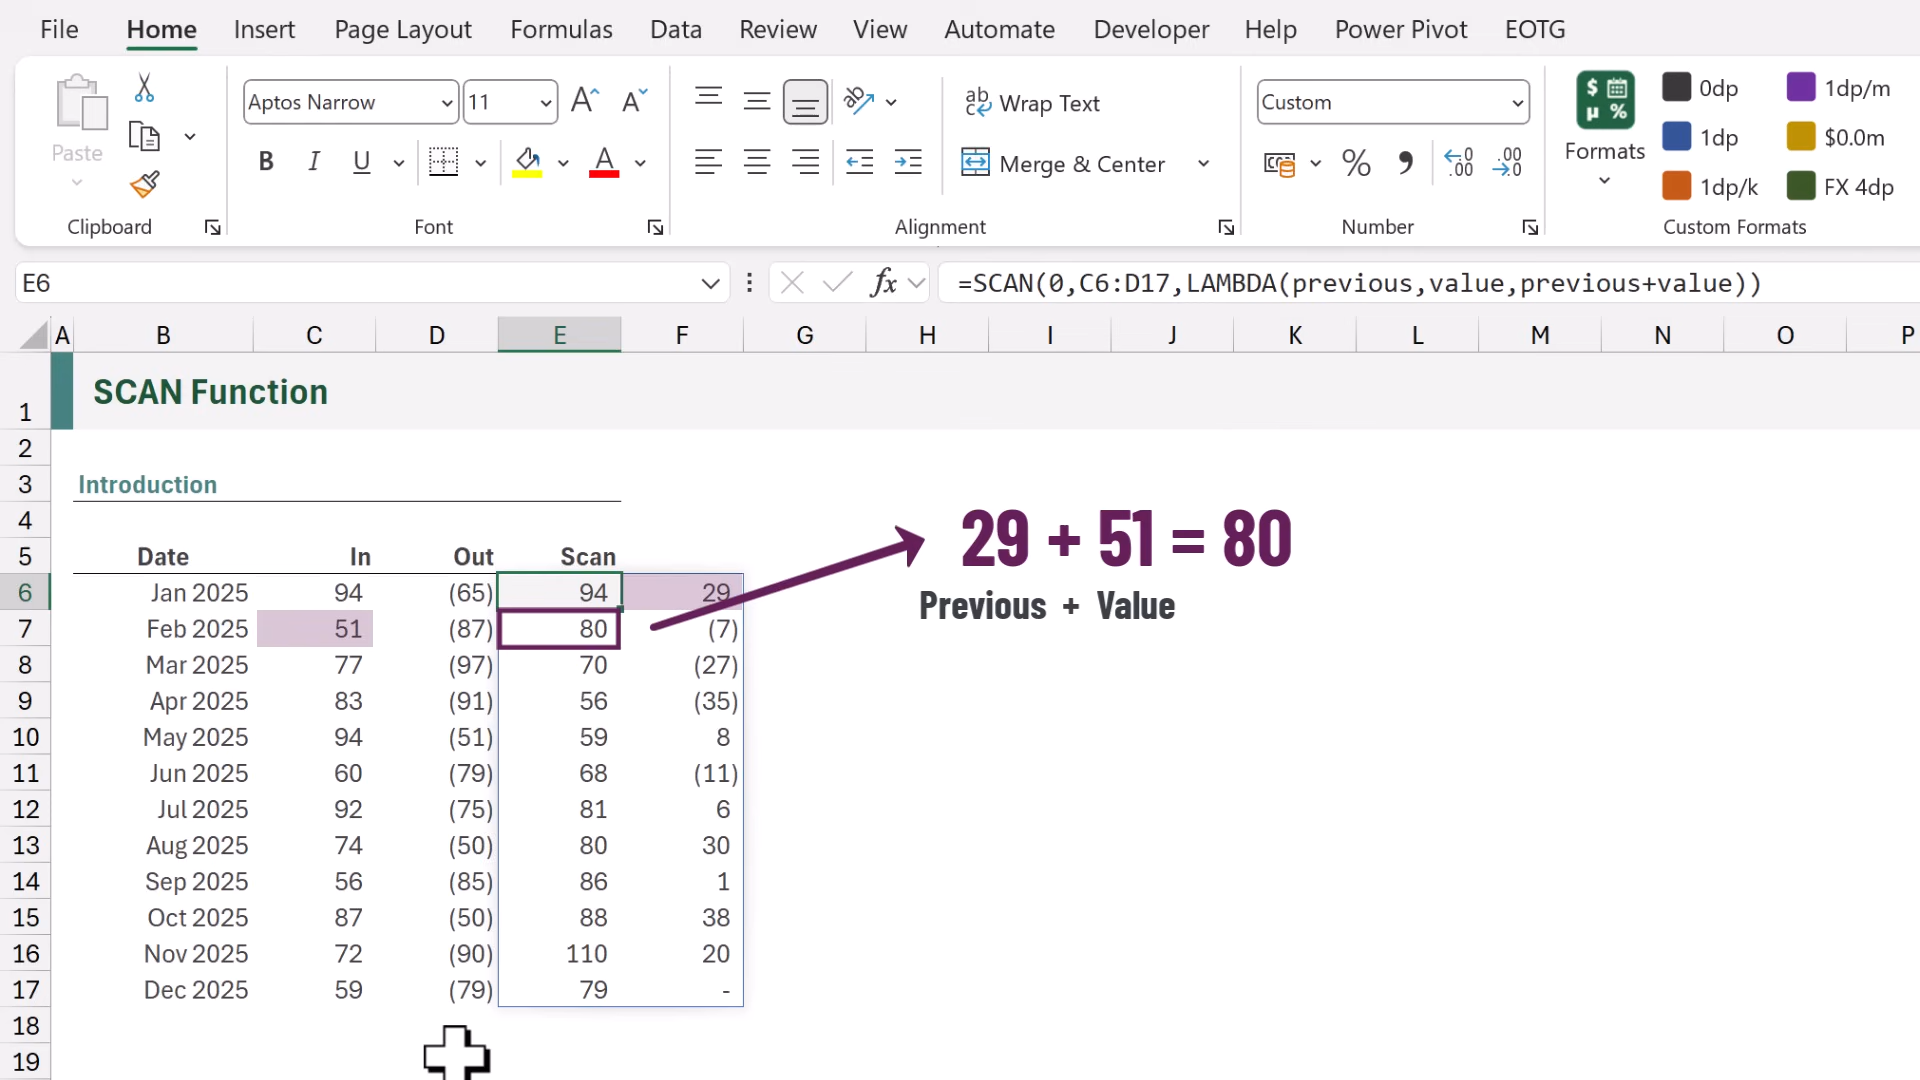 File Home Insert Page Layout Formulas Data Review View Automate Developer Help Power Pivot EOTG
Paste
Aptos Narrow 11
B I U
Wrap Text
Merge & Center
Custom
Formats
0dp 1dp/m
1dp $0.0m
1dp/k FX 4dp
Clipboard Font Alignment Number Custom Formats
E6 fx =SCAN(0,C6:D17,LAMBDA(previous,value,previous+value))
A B C D E F G H I J K L M N O P
1 SCAN Function
2
3 Introduction
4
5 Date In Out Scan
6 Jan 2025 94 (65) 94 29
7 Feb 2025 51 (87) 80 (7)
8 Mar 2025 77 (97) 70 (27)
9 Apr 2025 83 (91) 56 (35)
10 May 2025 94 (51) 59 8
11 Jun 2025 60 (79) 68 (11)
12 Jul 2025 92 (75) 81 6
13 Aug 2025 74 (50) 80 30
14 Sep 2025 56 (85) 86 1
15 Oct 2025 87 (50) 88 38
16 Nov 2025 72 (90) 110 20
17 Dec 2025 59 (79) 79 -
18
19
29 + 51 = 80
Previous + Value